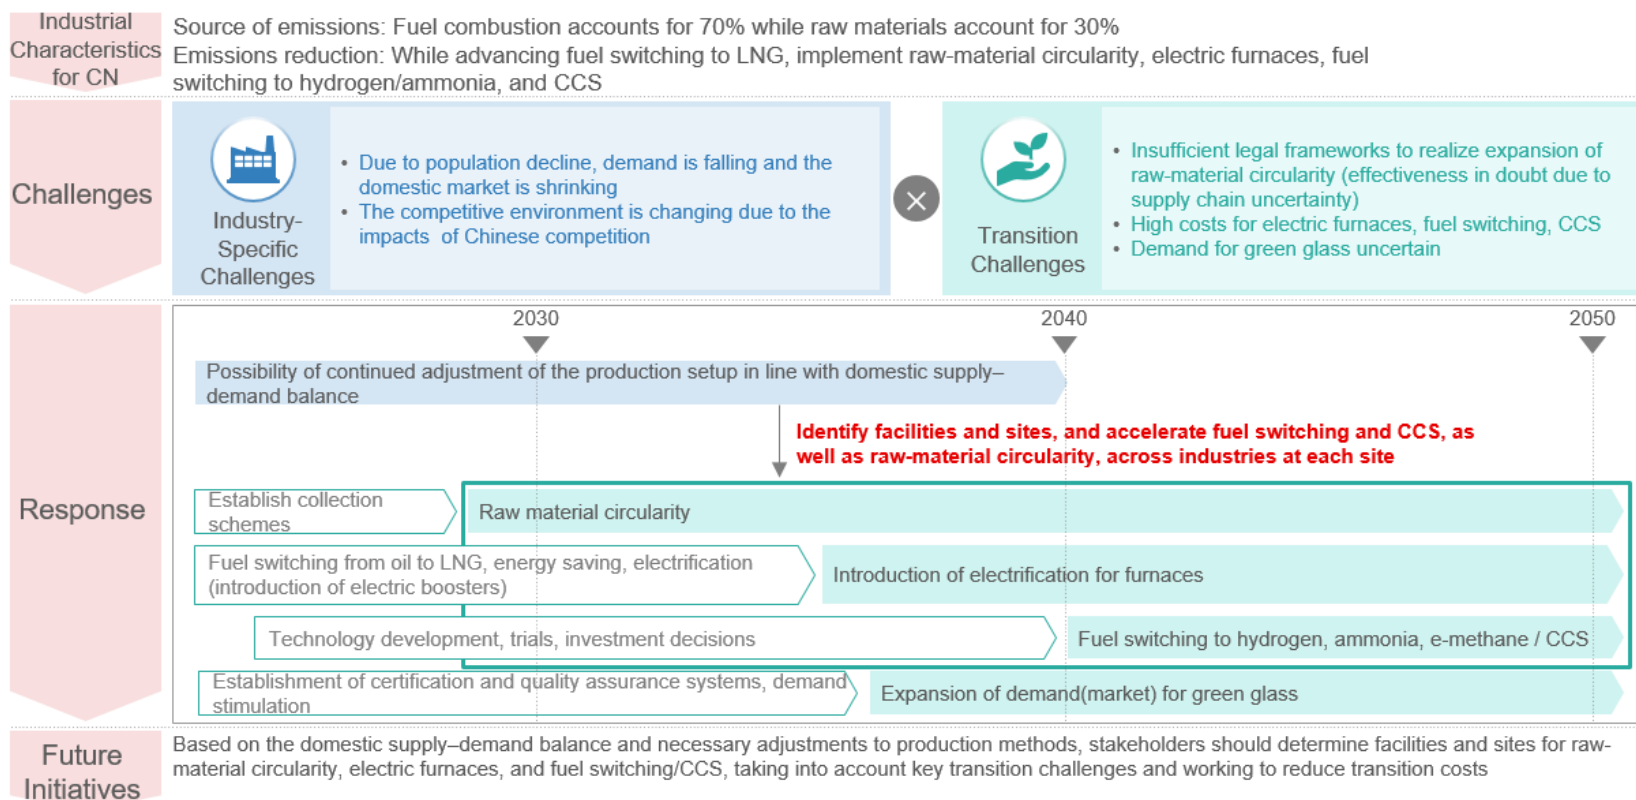 Industrial
Characteristics
for CN
Source of emissions: Fuel combustion accounts for 70% while raw materials account for 30%
Emissions reduction: While advancing fuel switching to LNG, implement raw-material circularity, electric furnaces, fuel
switching to hydrogen/ammonia, and CCS
Challenges
Industry-
Specific
Challenges
• Due to population decline, demand is falling and the
domestic market is shrinking
• The competitive environment is changing due to the
impacts of Chinese competition
×
Transition
Challenges
• Insufficient legal frameworks to realize expansion of
raw-material circularity (effectiveness in doubt due to
supply chain uncertainty)
• High costs for electric furnaces, fuel switching, CCS
• Demand for green glass uncertain
Response
2030
2040
2050
Possibility of continued adjustment of the production setup in line with domestic supply–
demand balance
Identify facilities and sites, and accelerate fuel switching and CCS, as
well as raw-material circularity, across industries at each site
Establish collection
schemes
Raw material circularity
Fuel switching from oil to LNG, energy saving, electrification
(introduction of electric boosters)
Introduction of electrification for furnaces
Technology development, trials, investment decisions
Fuel switching to hydrogen, ammonia, e-methane / CCS
Establishment of certification and quality assurance systems, demand
stimulation
Expansion of demand(market) for green glass
Future
Initiatives
Based on the domestic supply–demand balance and necessary adjustments to production methods, stakeholders should determine facilities and sites for raw-
material circularity, electric furnaces, and fuel switching/CCS, taking into account key transition challenges and working to reduce transition costs